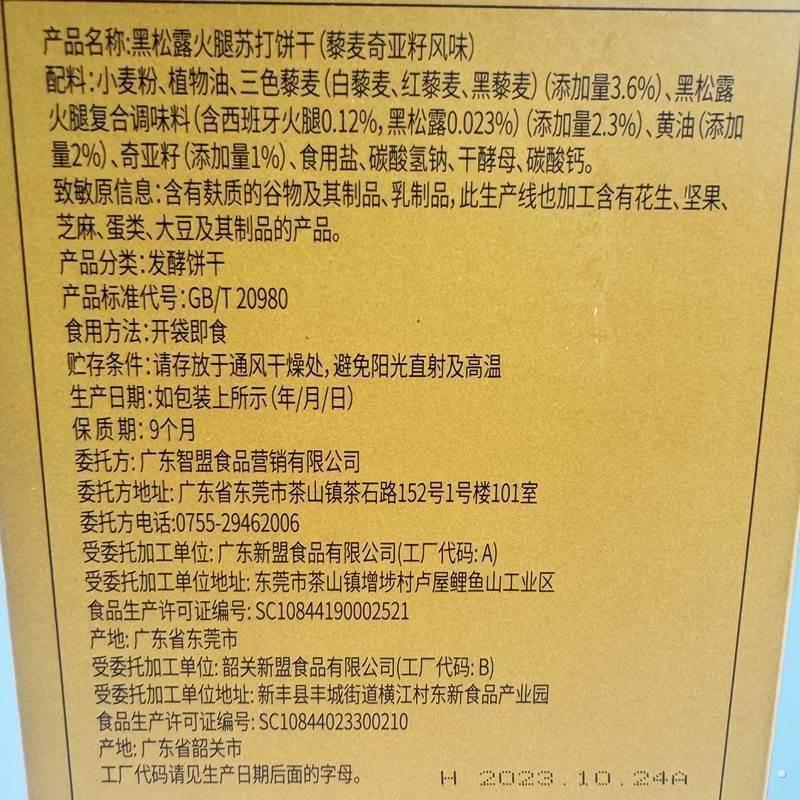 产品名称:黑松露火腿苏打饼干(藜麦奇亚籽风味)
配料:小麦粉、植物油、三色藜麦(白藜麦、红藜麦、黑藜麦)(添加量3.6%)、黑松露
火腿复合调味料(含西班牙火腿0.12%,黑松露0.023%)(添加量2.3%)、黄油(添加
量2%)、奇亚籽(添加量1%)、食用盐、碳酸氢钠、干酵母、碳酸钙。
致敏原信息:含有麸质的谷物及其制品、乳制品,此生产线也加工含有花生、坚果、
芝麻、蛋类、大豆及其制品的产品。
产品分类:发酵饼干
产品标准代号:GB/T 20980
食用方法:开袋即食
贮存条件:请存放于通风干燥处,避免阳光直射及高温
生产日期:如包装上所示(年/月/日)
保质期:9个月
委托方:广东智盟食品营销有限公司
委托方地址:广东省东莞市茶山镇茶石路152号1号楼101室
委托方电话:0755-29462006
受委托加工单位:广东新盟食品有限公司(工厂代码:A)
受委托加工单位地址:东莞市茶山镇增埗村卢屋鲤鱼山工业区
食品生产许可证编号:SC10844190002521
产地:广东省东莞市
受委托加工单位:韶关新盟食品有限公司(工厂代码:B)
受委托加工单位地址:新丰县丰城街道横江村东新食品产业园
食品生产许可证编号:SC10844023300210
产地:广东省韶关市
工厂代码请见生产日期后面的字母。
H 2023.10.24A